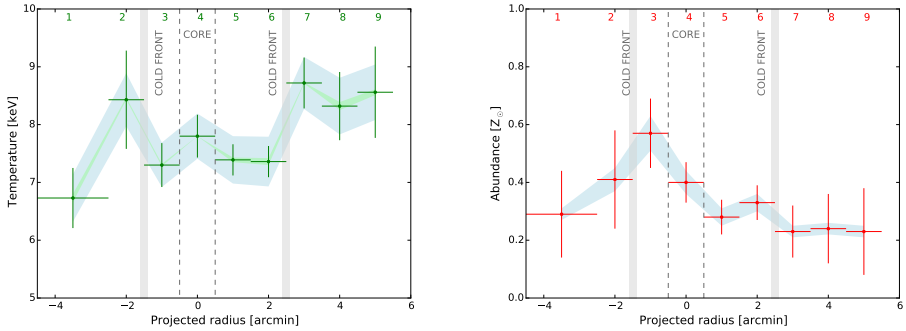 1 2 3 4 5 6 7 8 9
COLD FRONT CORE COLD FRONT
9
8
7
6
5
Temperature [keV]
−4 −2 0 2 4 6
Projected radius [arcmin]
1 2 3 4 5 6 7 8 9
COLD FRONT CORE COLD FRONT
1.0
0.8
0.6
0.4
0.2
0.0
Abundance [Z☉]
−4 −2 0 2 4 6
Projected radius [arcmin]